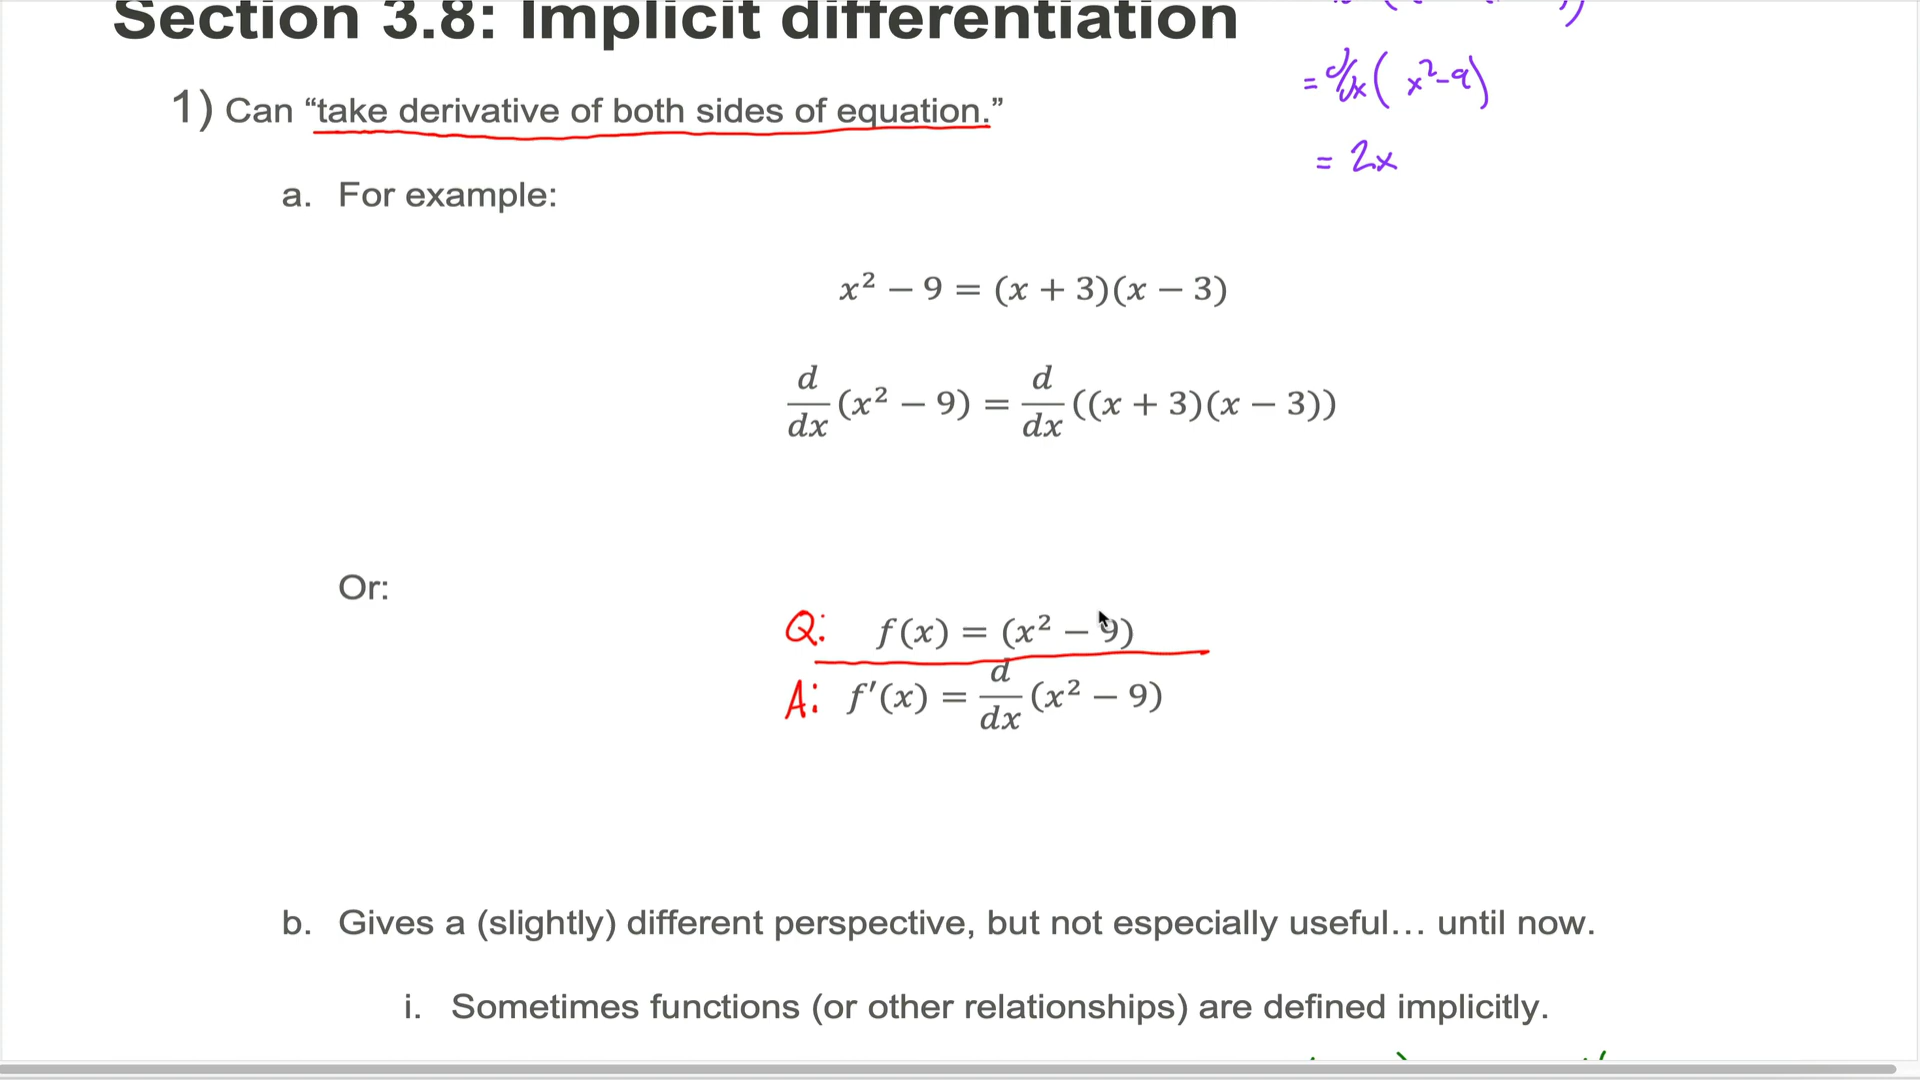 Section 3.8: Implicit differentiation
= d/dx ( x²-9)
1) Can “take derivative of both sides of equation.”
= 2x
a. For example:
x² − 9 = (x + 3)(x − 3)
d/dx (x² − 9) = d/dx ((x + 3)(x − 3))
Or:
Q: f(x) = (x² − 9)
A: f′(x) = d/dx (x² − 9)
b. Gives a (slightly) different perspective, but not especially useful… until now.
i. Sometimes functions (or other relationships) are defined implicitly.